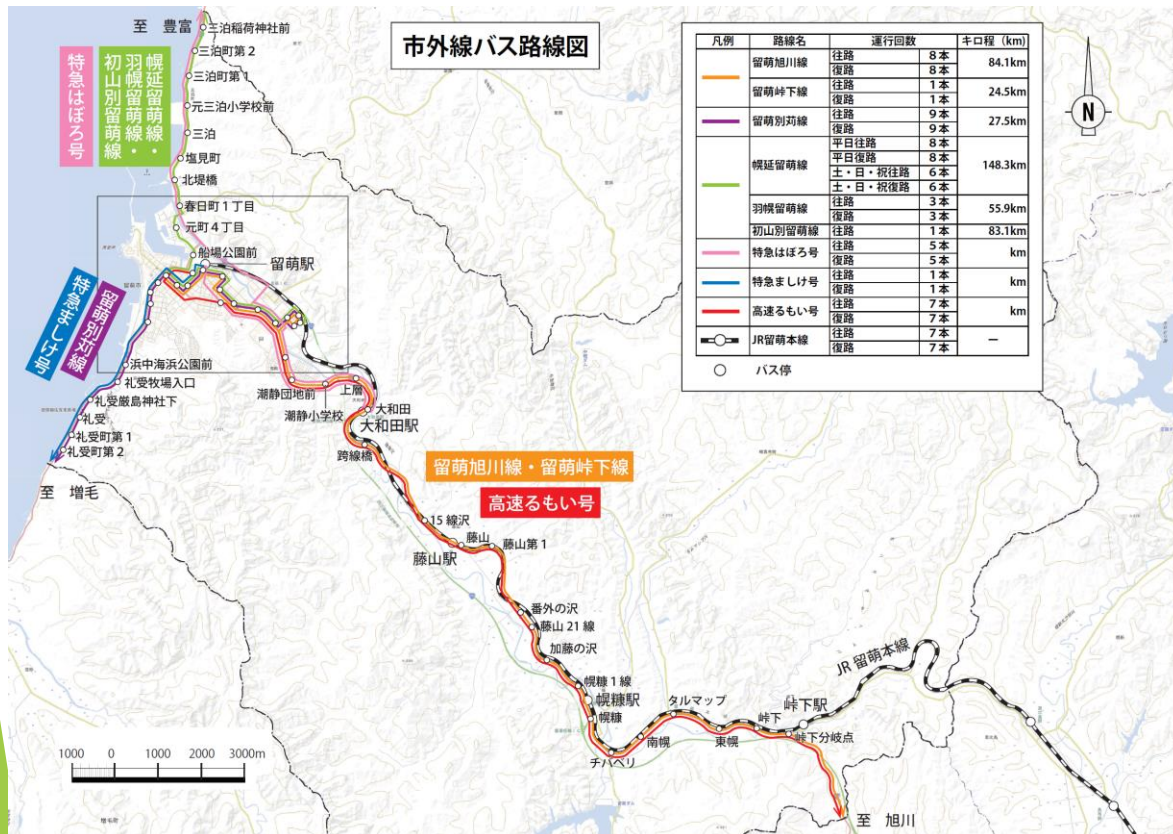 市外線バス路線図
至 豊富
特急はぼろ号
幌延留萌線・
羽幌留萌線・
初山別留萌線
三泊稲荷神社前
三泊町第2
三泊町第1
元三泊小学校前
三泊
塩見町
北堤橋
春日町1丁目
元町4丁目
船場公園前
留萌駅
特急ましけ号
留萌別苅線
浜中海浜公園前
礼受牧場入口
礼受厳島神社下
礼受
礼受町第1
礼受町第2
至 増毛
潮静団地前
潮静小学校
上層
大和田
大和田駅
跨線橋
留萌旭川線・留萌峠下線
高速るもい号
15線沢
藤山
藤山第1
藤山駅
番外の沢
藤山21線
加藤の沢
幌糠1線
幌糠駅
幌糠
チバベリ
南幌
タルマップ
東幌
峠下
峠下駅
峠下分岐点
JR留萌本線
至 旭川
凡例 路線名 運行回数 キロ程(km)
留萌旭川線 往路 8本 84.1km
復路 8本
留萌峠下線 往路 1本 24.5km
復路 1本
留萌別苅線 往路 9本 27.5km
復路 9本
幌延留萌線 平日往路 8本 148.3km
平日復路 8本
土・日・祝往路 6本
土・日・祝復路 6本
羽幌留萌線 往路 3本 55.9km
復路 3本
初山別留萌線 往路 1本 83.1km
特急はぼろ号 往路 5本 km
復路 5本
特急ましけ号 往路 1本 km
復路 1本
高速るもい号 往路 7本 km
復路 7本
JR留萌本線 往路 7本 —
復路 7本
バス停
N
1000 0 1000 2000 3000m